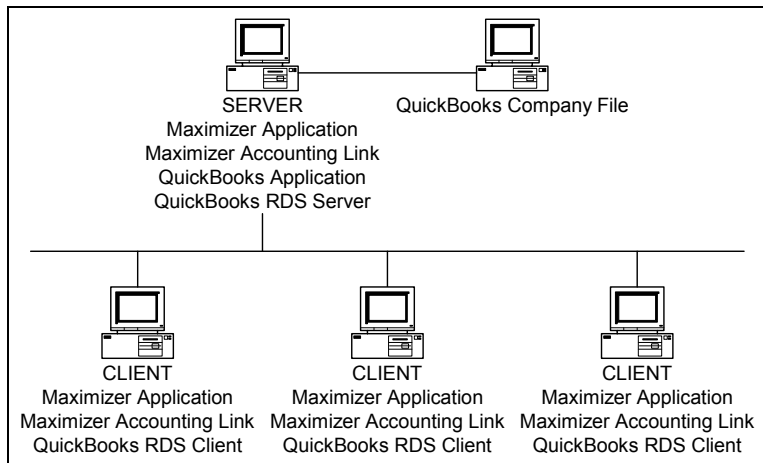 SERVER
Maximizer Application
Maximizer Accounting Link
QuickBooks Application
QuickBooks RDS Server
QuickBooks Company File
CLIENT
Maximizer Application
Maximizer Accounting Link
QuickBooks RDS Client
CLIENT
Maximizer Application
Maximizer Accounting Link
QuickBooks RDS Client
CLIENT
Maximizer Application
Maximizer Accounting Link
QuickBooks RDS Client